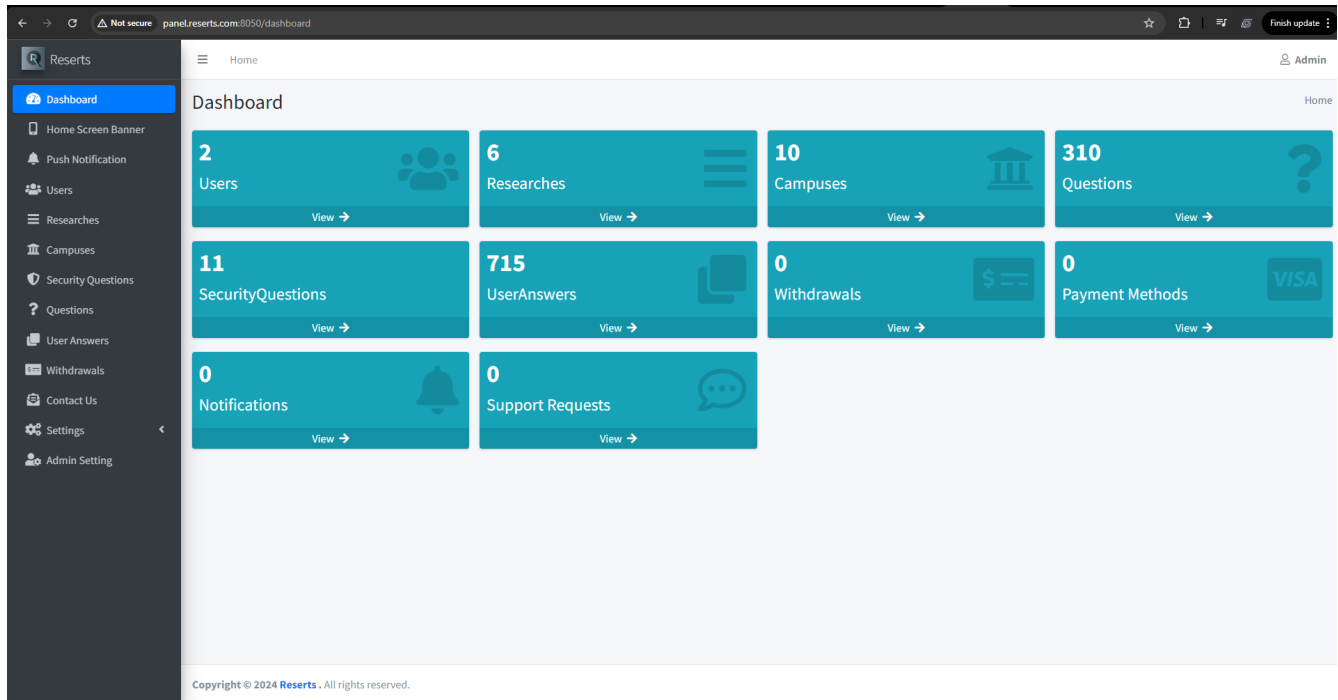 Not secure panel.reserts.com:8050/dashboard Finish update
R Reserts
Home
Admin
Dashboard
Home Screen Banner
Push Notification
Users
Researches
Campuses
Security Questions
Questions
User Answers
Withdrawals
Contact Us
Settings
Admin Setting
Dashboard
Home
2
Users
View
6
Researches
View
10
Campuses
View
310
Questions
View
11
SecurityQuestions
View
715
UserAnswers
View
0
Withdrawals
View
0
Payment Methods
VISA
View
0
Notifications
View
0
Support Requests
View
Copyright © 2024 Reserts . All rights reserved.